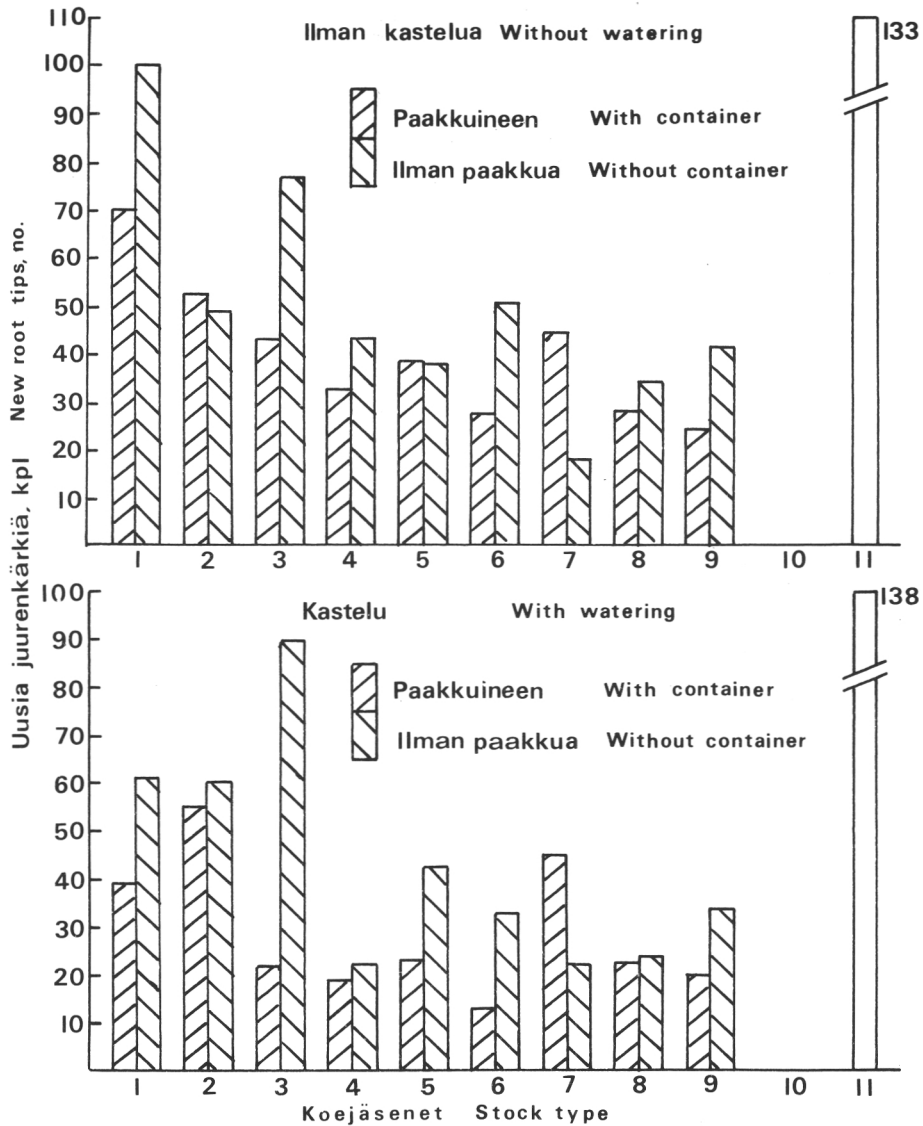 Uusia juurenkärkiä, kpl New root tips, no.
110
100
90
80
70
60
50
40
30
20
10
Ilman kastelua Without watering
133
Paakkuineen With container
Ilman paakkua Without container
1 2 3 4 5 6 7 8 9 10 11
100
90
80
70
60
50
40
30
20
10
Kastelu With watering
138
Paakkuineen With container
Ilman paakkua Without container
1 2 3 4 5 6 7 8 9 10 11
Koejäsenet Stock type